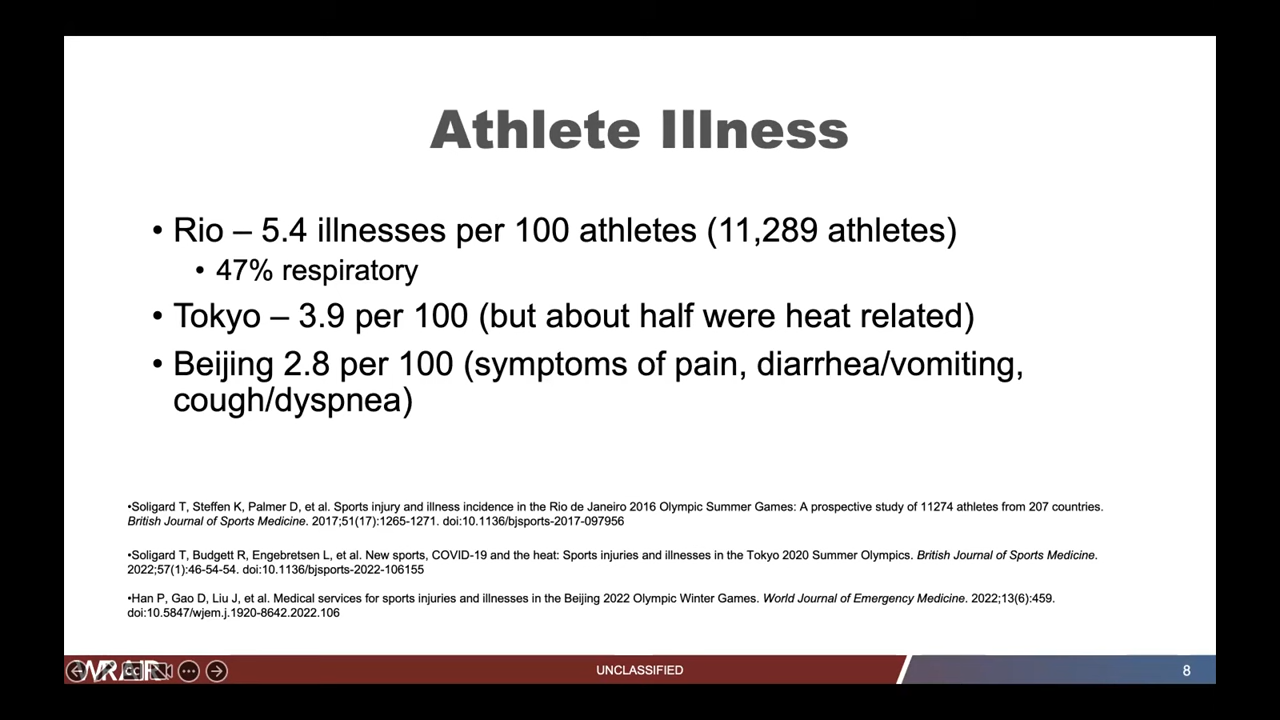 Athlete Illness
• Rio – 5.4 illnesses per 100 athletes (11,289 athletes)
• 47% respiratory
• Tokyo – 3.9 per 100 (but about half were heat related)
• Beijing 2.8 per 100 (symptoms of pain, diarrhea/vomiting,
cough/dyspnea)
•Soligard T, Steffen K, Palmer D, et al. Sports injury and illness incidence in the Rio de Janeiro 2016 Olympic Summer Games: A prospective study of 11274 athletes from 207 countries.
British Journal of Sports Medicine. 2017;51(17):1265-1271. doi:10.1136/bjsports-2017-097956
•Soligard T, Budgett R, Engebretsen L, et al. New sports, COVID-19 and the heat: Sports injuries and illnesses in the Tokyo 2020 Summer Olympics. British Journal of Sports Medicine.
2022;57(1):46-54-54. doi:10.1136/bjsports-2022-106155
•Han P, Gao D, Liu J, et al. Medical services for sports injuries and illnesses in the Beijing 2022 Olympic Winter Games. World Journal of Emergency Medicine. 2022;13(6):459.
doi:10.5847/wjem.j.1920-8642.2022.106
WRAIR
UNCLASSIFIED
8